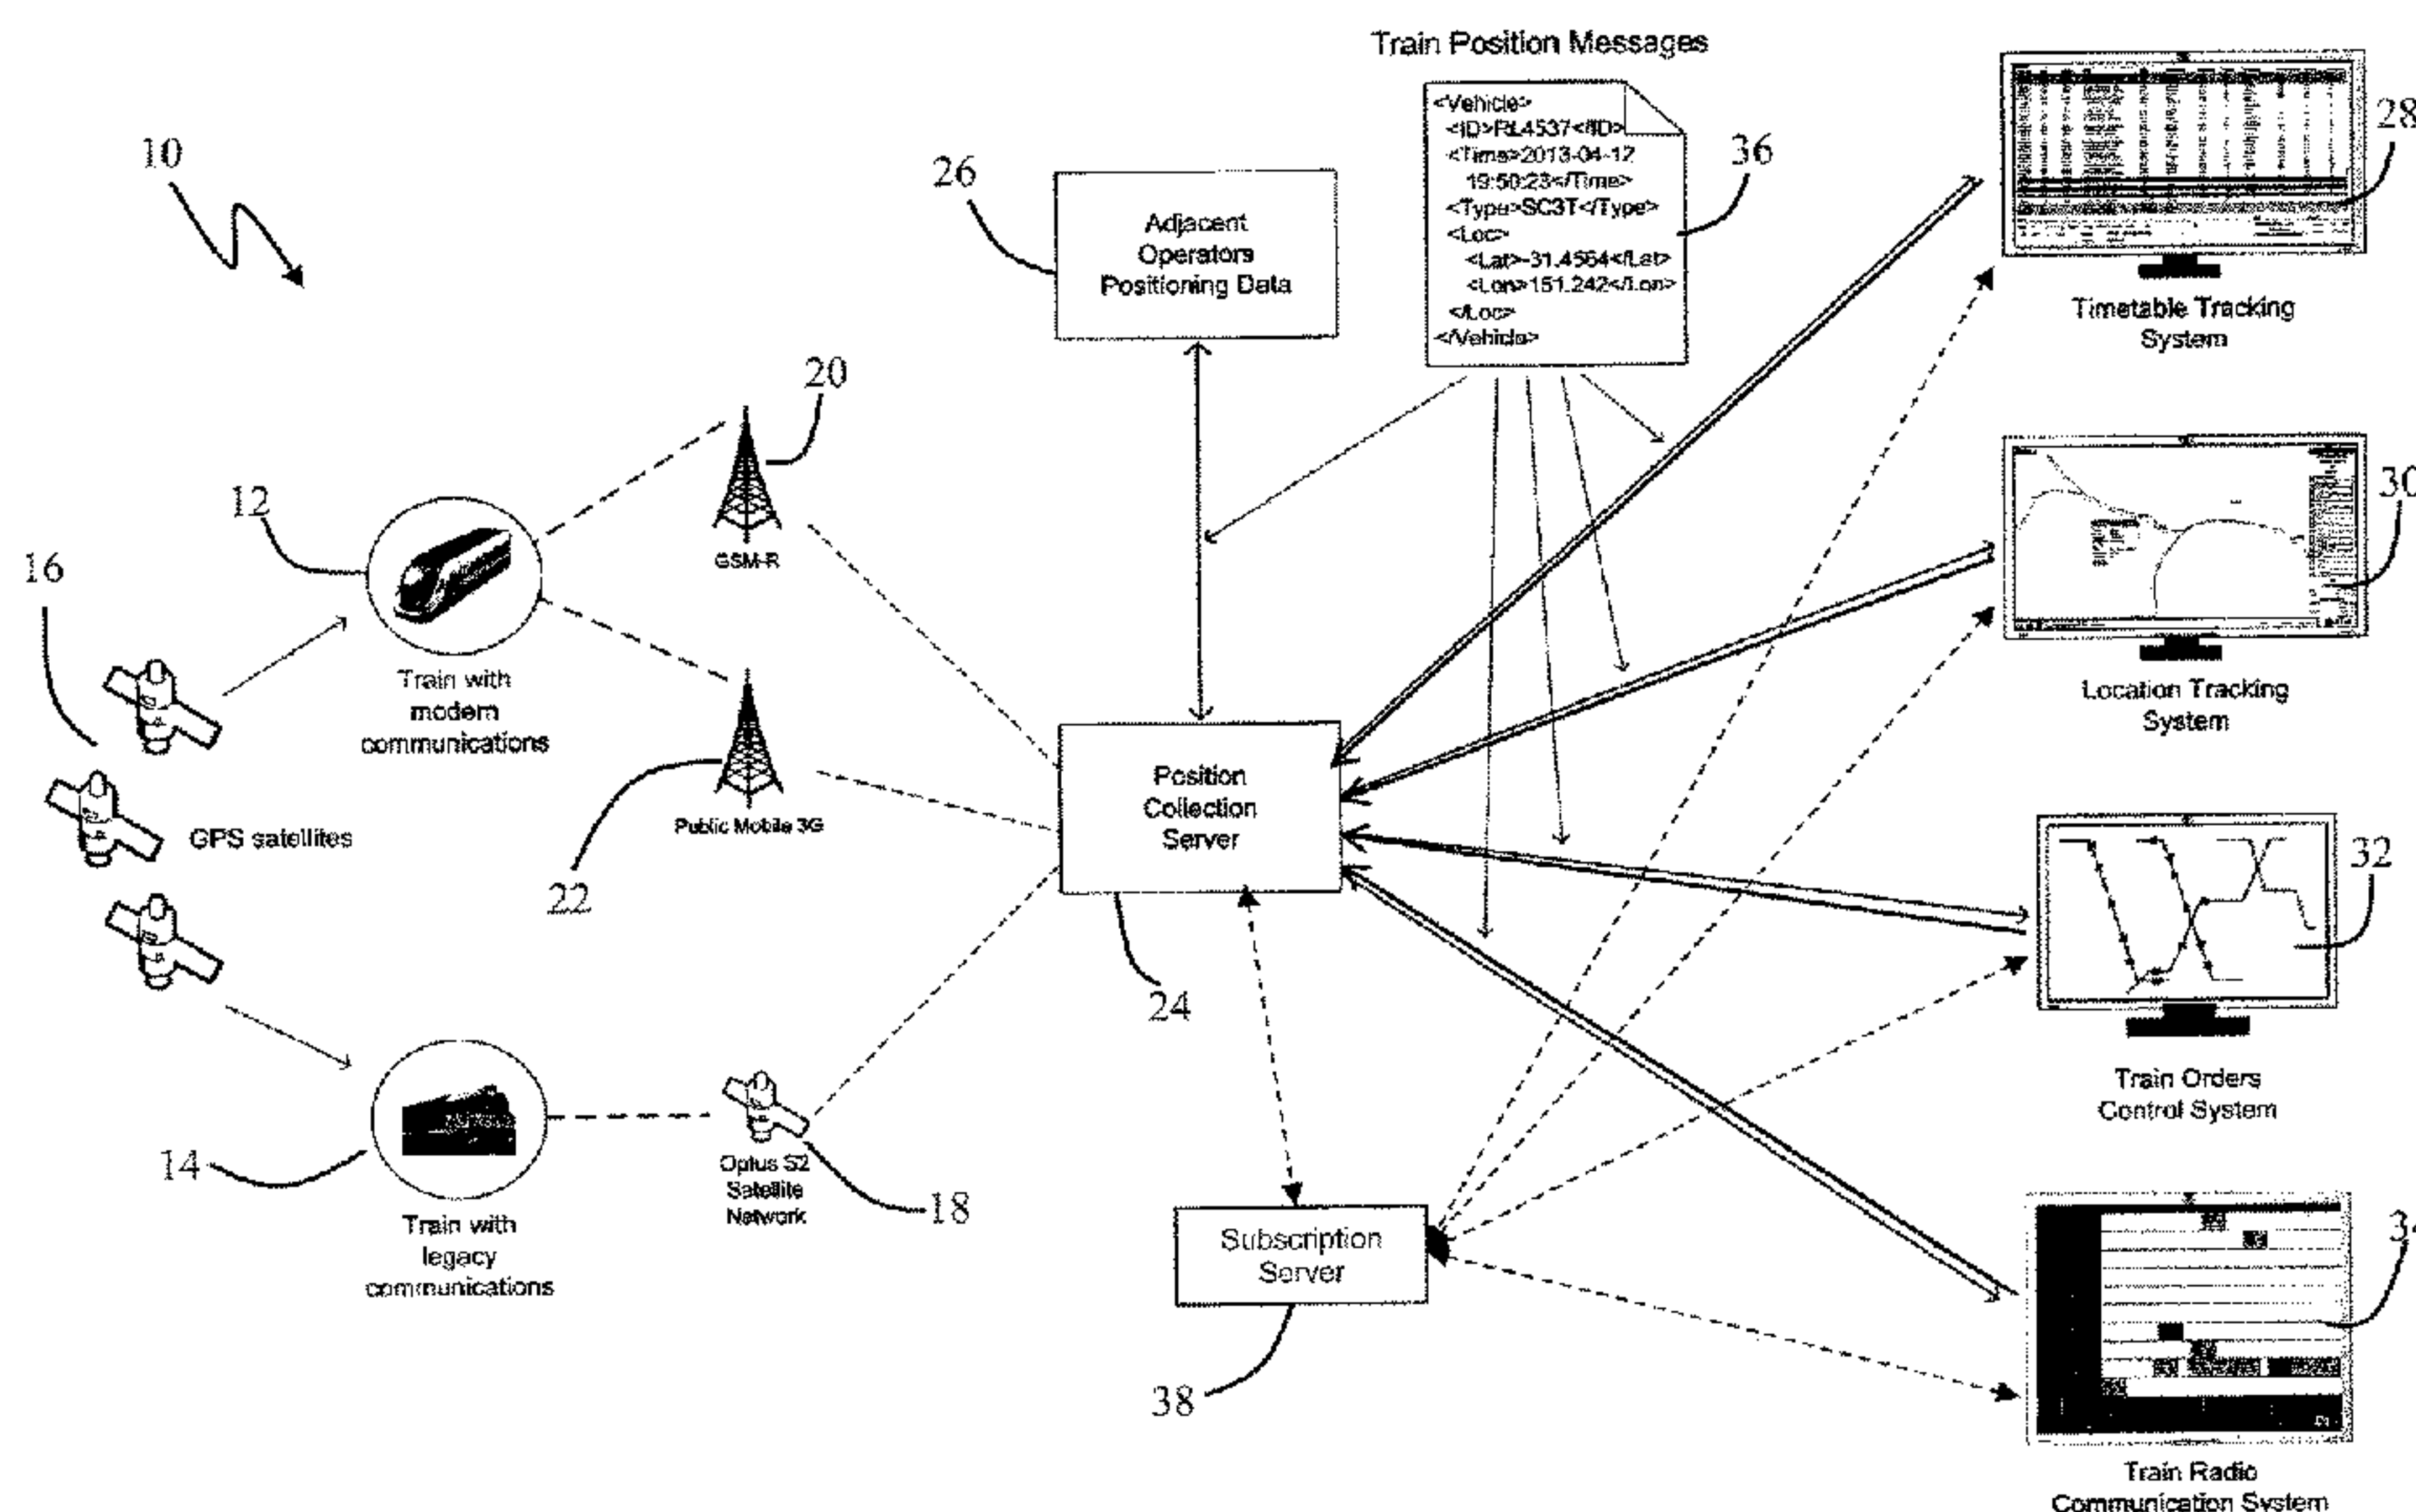 Train Position Messages
<Vehicle>
<ID>RL4537</ID>
<Time>2013-04-12
19:50:23</Time>
<Type>SC3T</Type>
<Loc>
<Lat>-31.4564</Lat>
<Lon>151.242</Lon>
</Loc>
</Vehicle>
36
10
26
Adjacent
Operators
Positioning Data
28
Timetable Tracking
System
20
GSM-R
12
Train with
modern
communications
16
GPS satellites
22
Public Mobile 3G
Position
Collection
Server
24
30
Location Tracking
System
32
Train Orders
Control System
14
Train with
legacy
communications
18
Optus S2
Satellite
Network
Subscription
Server
38
34
Train Radio
Communication System